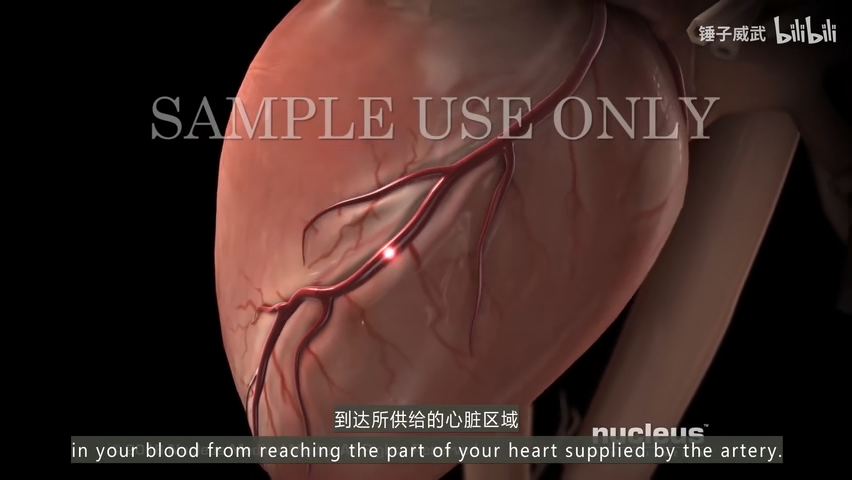 锤子威武 bilibili
SAMPLE USE ONLY
到达所供给的心脏区域
nucleus™
in your blood from reaching the part of your heart supplied by the artery.